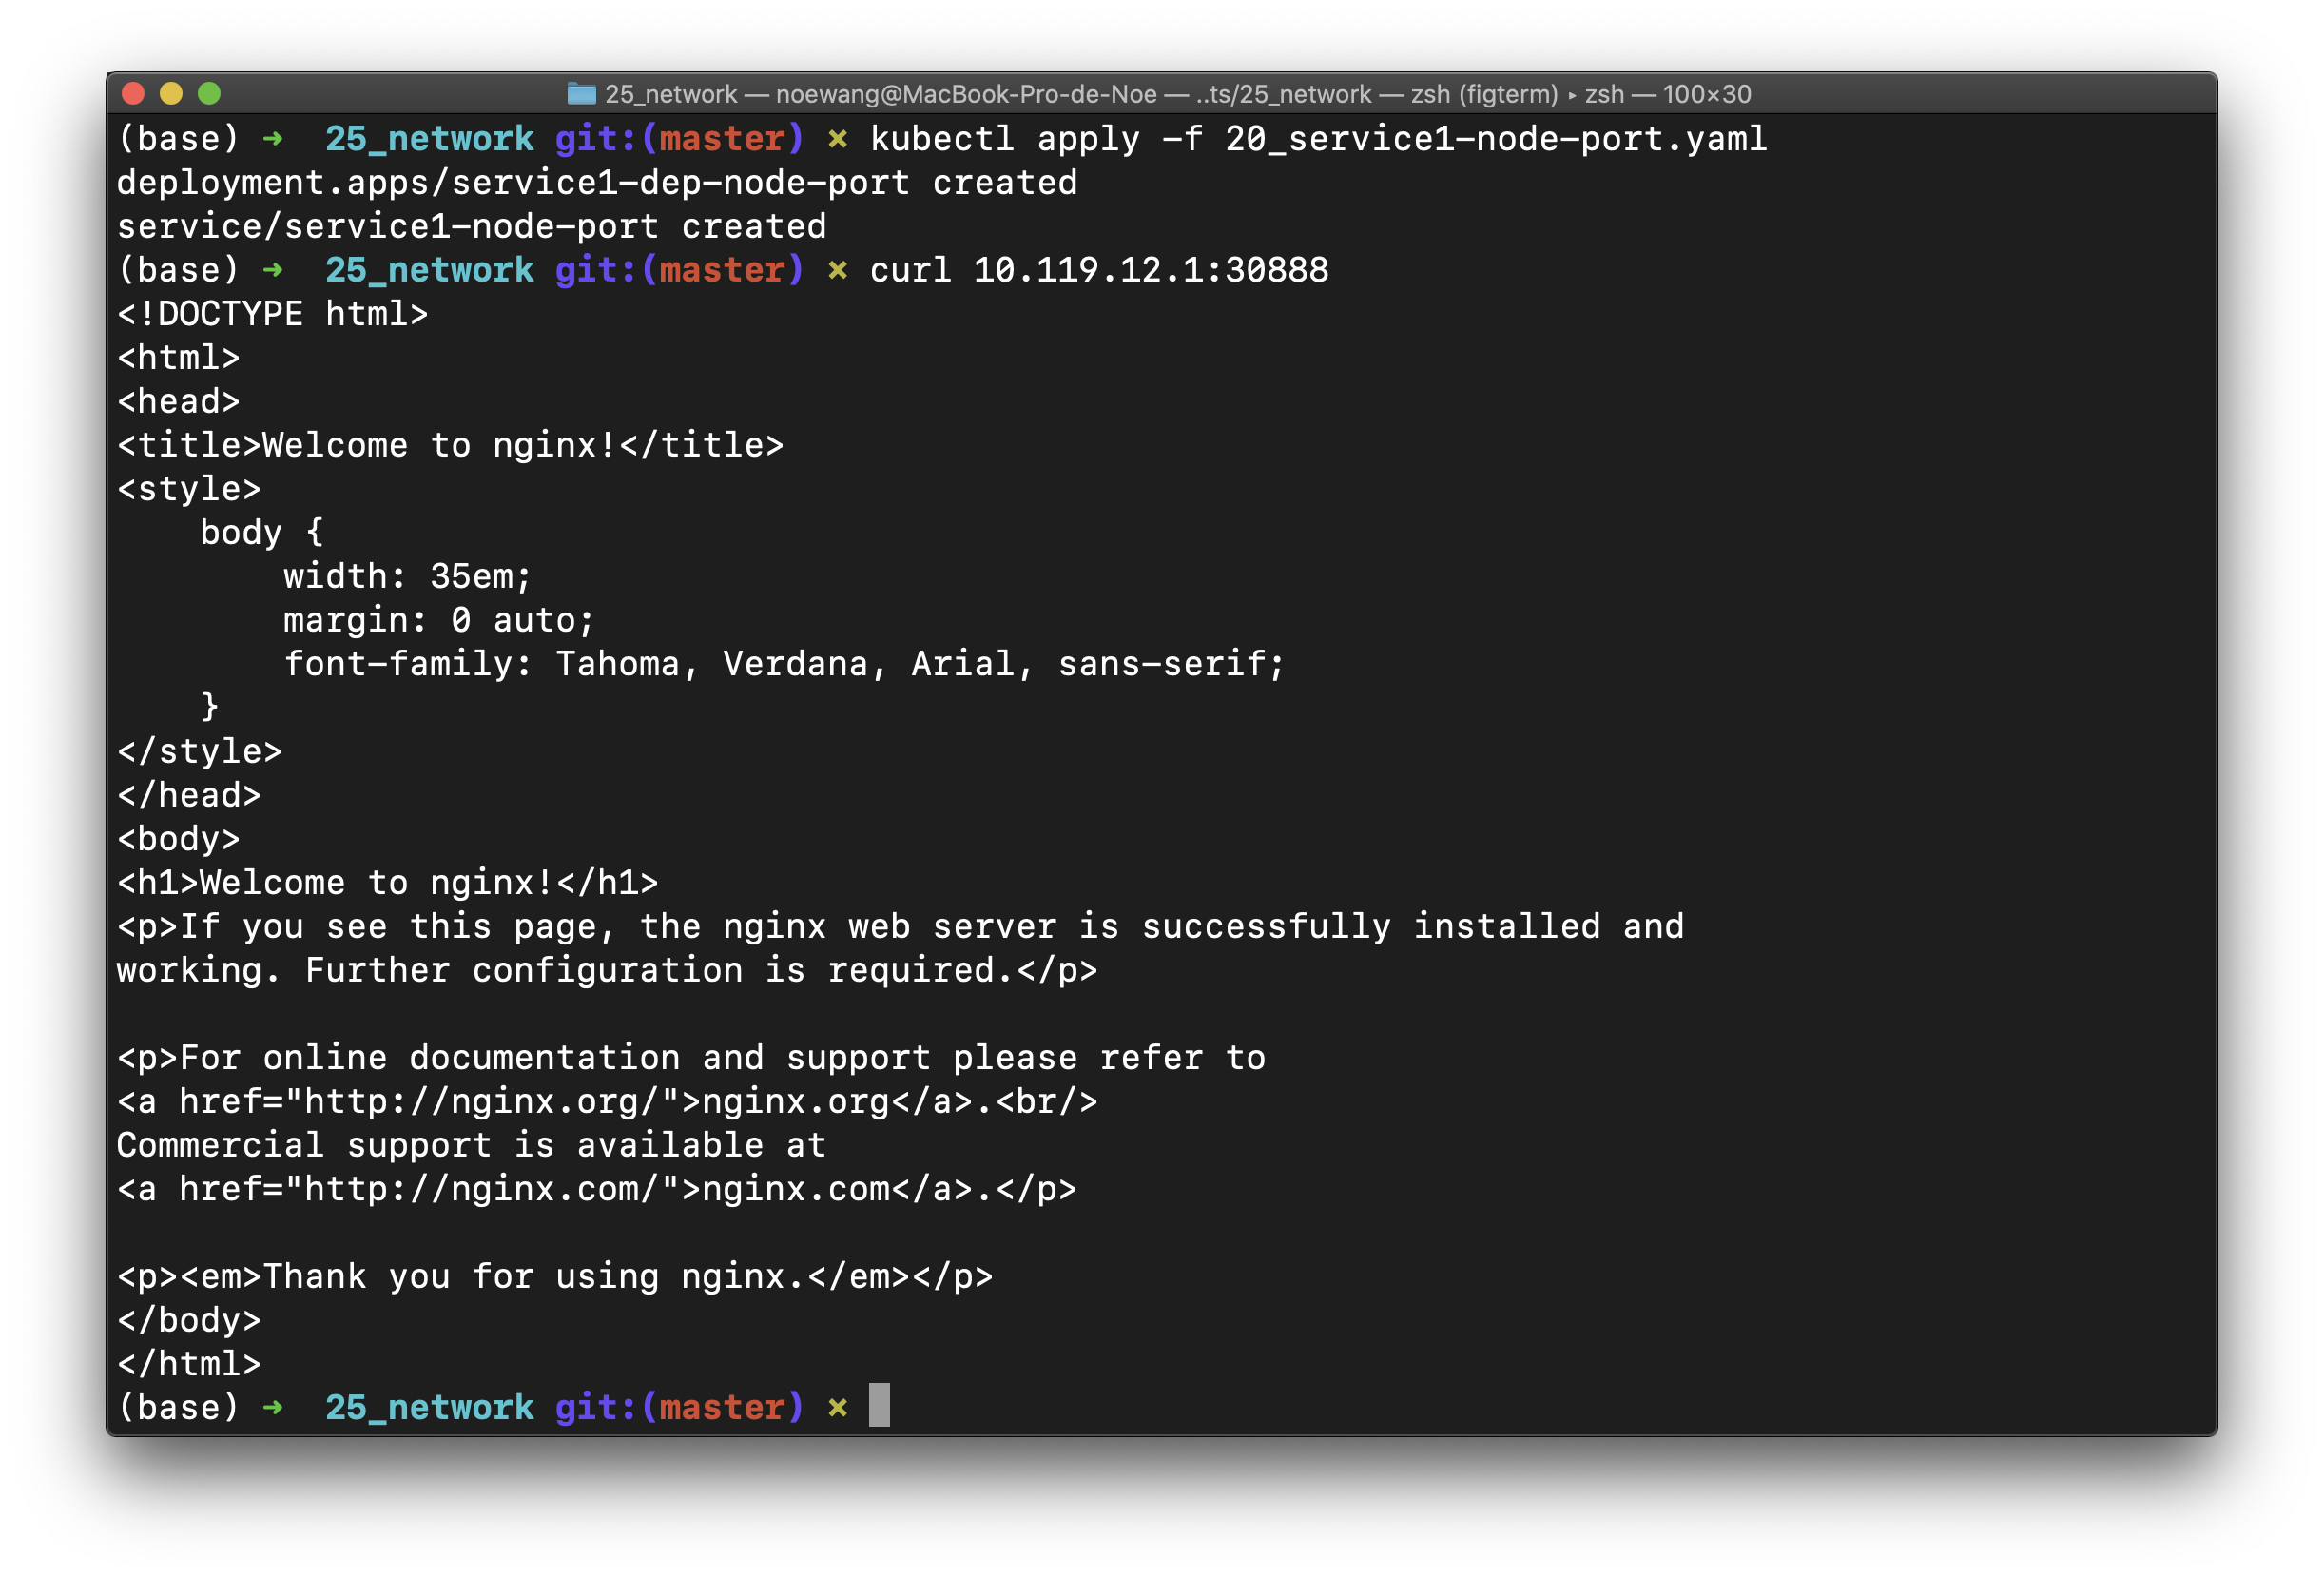 25_network — noewang@MacBook-Pro-de-Noe — ..ts/25_network — zsh (figterm) ▸ zsh — 100×30
(base) ➜  25_network git:(master) ✗ kubectl apply -f 20_service1-node-port.yaml
deployment.apps/service1-dep-node-port created
service/service1-node-port created
(base) ➜  25_network git:(master) ✗ curl 10.119.12.1:30888
<!DOCTYPE html>
<html>
<head>
<title>Welcome to nginx!</title>
<style>
    body {
        width: 35em;
        margin: 0 auto;
        font-family: Tahoma, Verdana, Arial, sans-serif;
    }
</style>
</head>
<body>
<h1>Welcome to nginx!</h1>
<p>If you see this page, the nginx web server is successfully installed and
working. Further configuration is required.</p>

<p>For online documentation and support please refer to
<a href="http://nginx.org/">nginx.org</a>.<br/>
Commercial support is available at
<a href="http://nginx.com/">nginx.com</a>.</p>

<p><em>Thank you for using nginx.</em></p>
</body>
</html>
(base) ➜  25_network git:(master) ✗